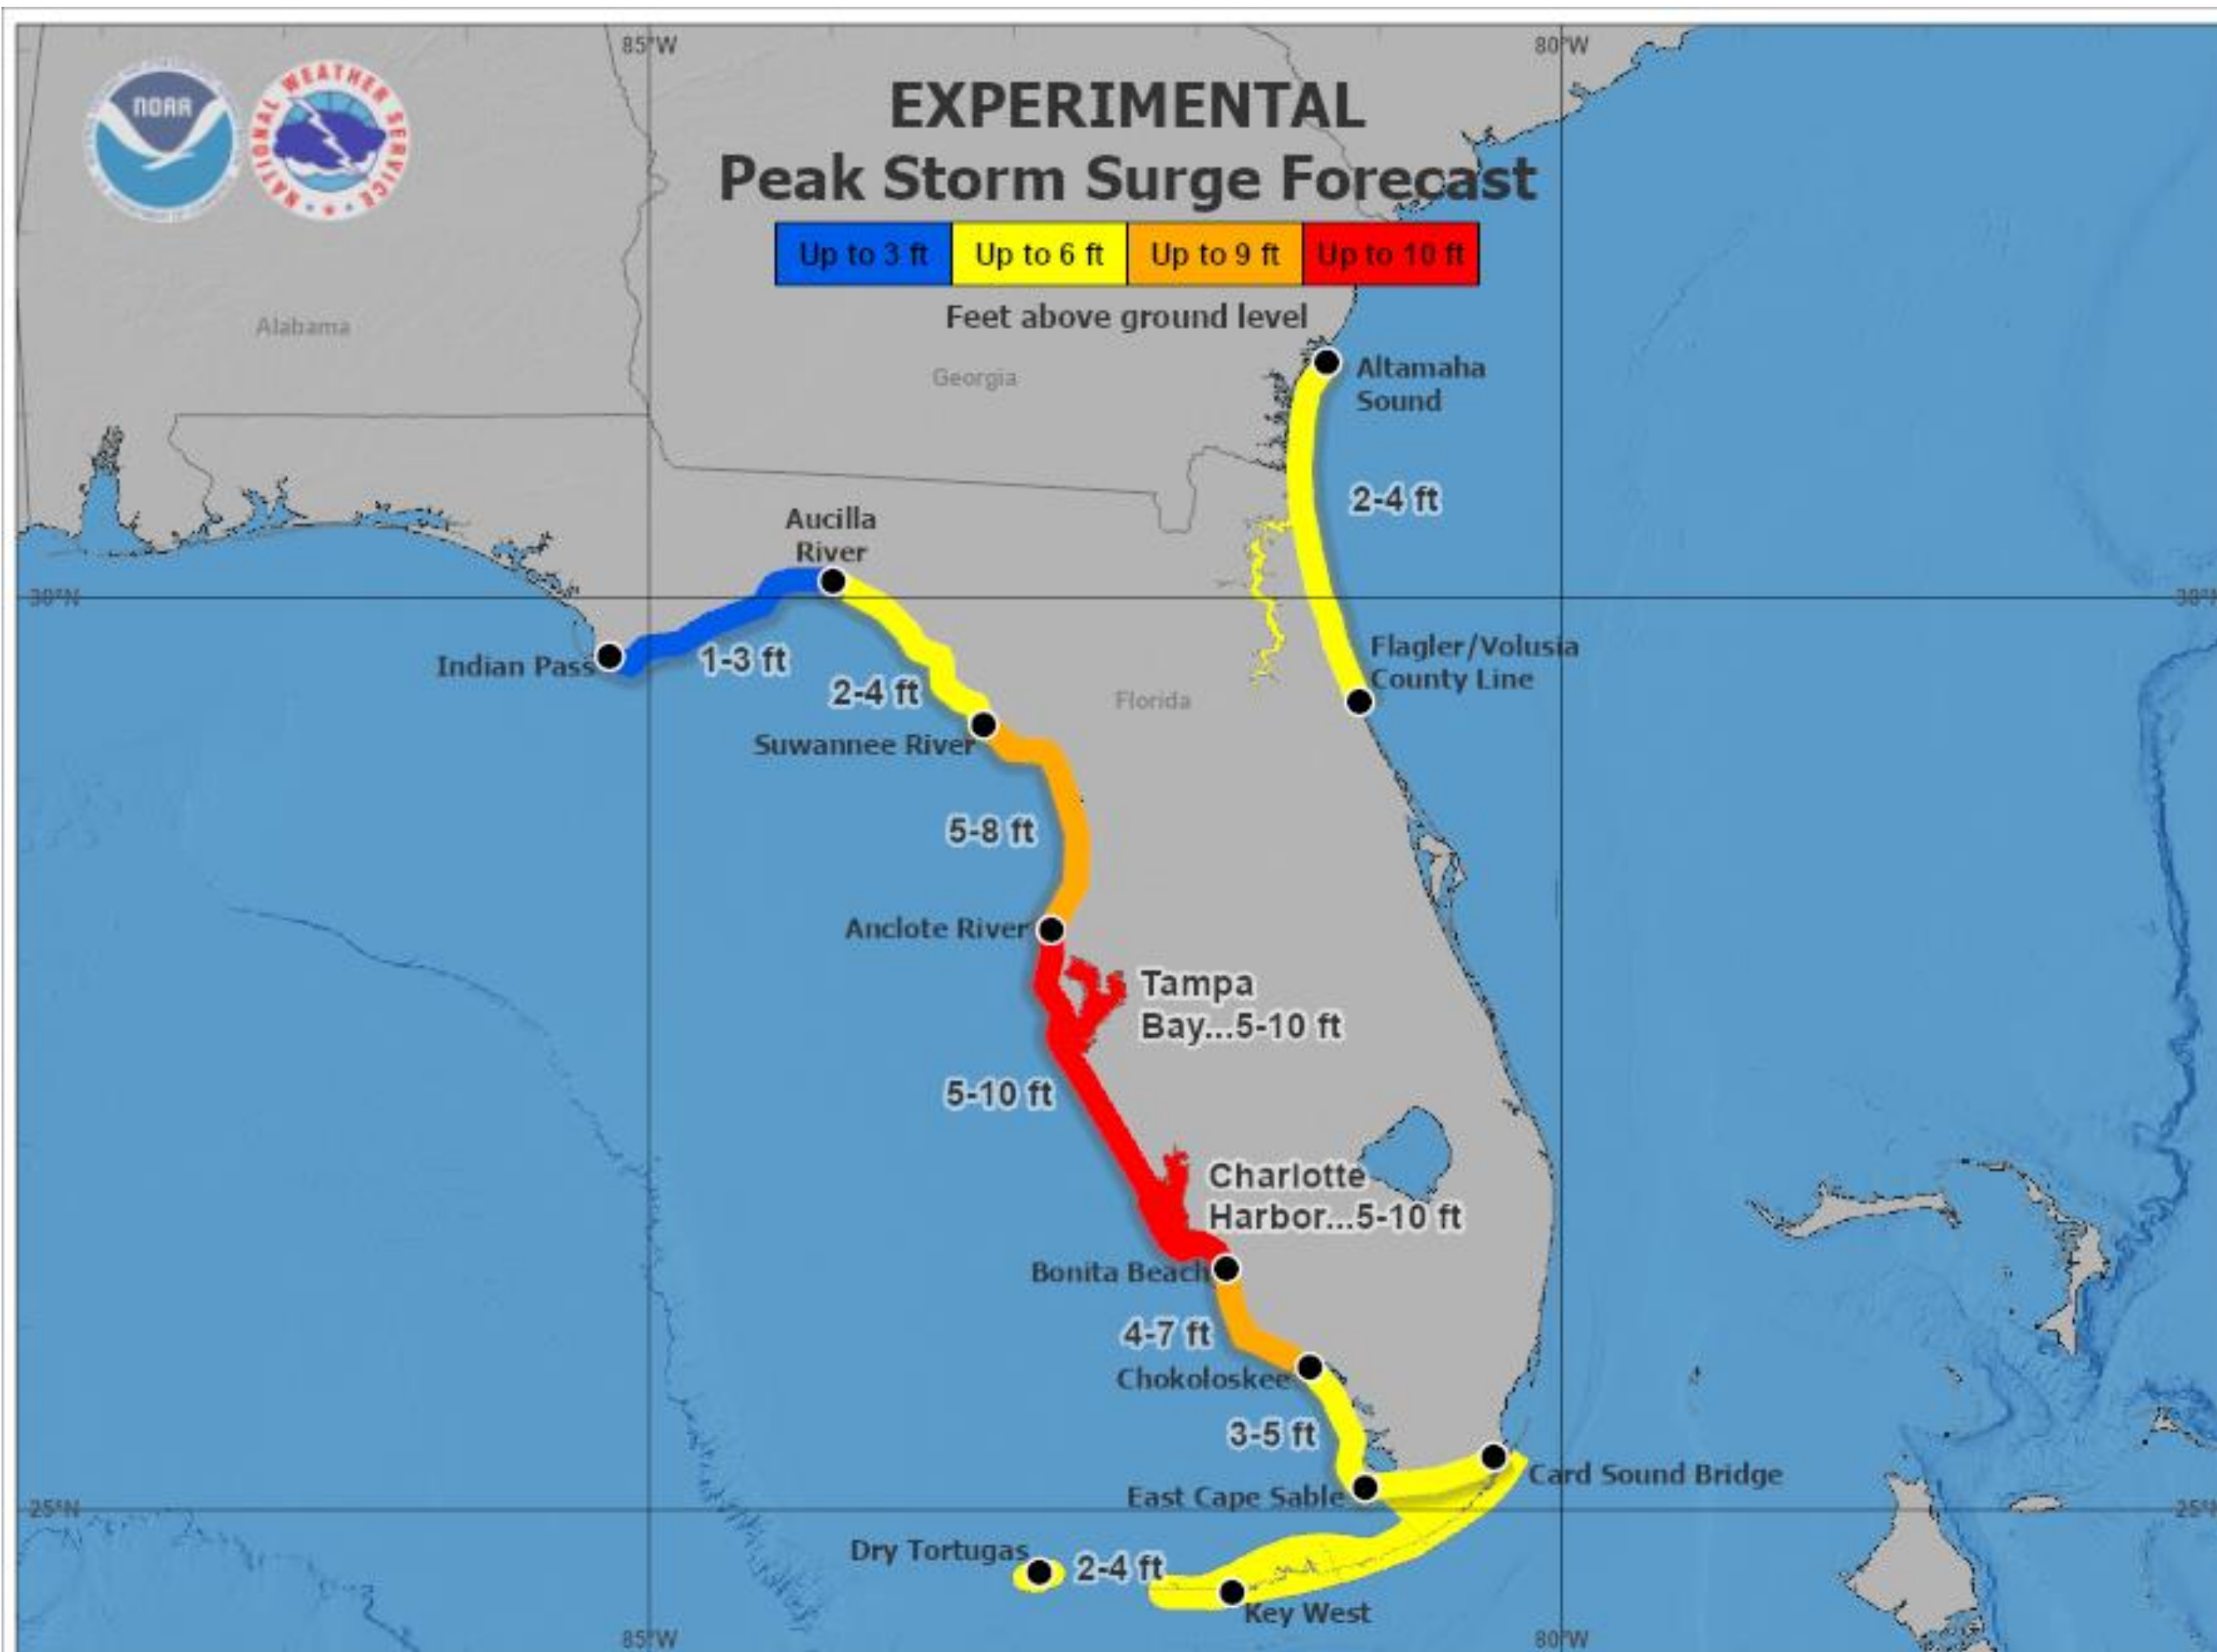 85°W
80°W
NOAA
NATIONAL WEATHER SERVICE
EXPERIMENTAL
Peak Storm Surge Forecast
Up to 3 ft
Up to 6 ft
Up to 9 ft
Up to 10 ft
Feet above ground level
Alabama
Georgia
Altamaha
Sound
2-4 ft
Aucilla
River
30°N
30°N
Indian Pass
1-3 ft
2-4 ft
Flagler/Volusia
County Line
Florida
Suwannee River
5-8 ft
Anclote River
Tampa
Bay...5-10 ft
5-10 ft
Charlotte
Harbor...5-10 ft
Bonita Beach
4-7 ft
Chokoloskee
3-5 ft
Card Sound Bridge
East Cape Sable
25°N
25°N
Dry Tortugas
2-4 ft
Key West
85°W
80°W